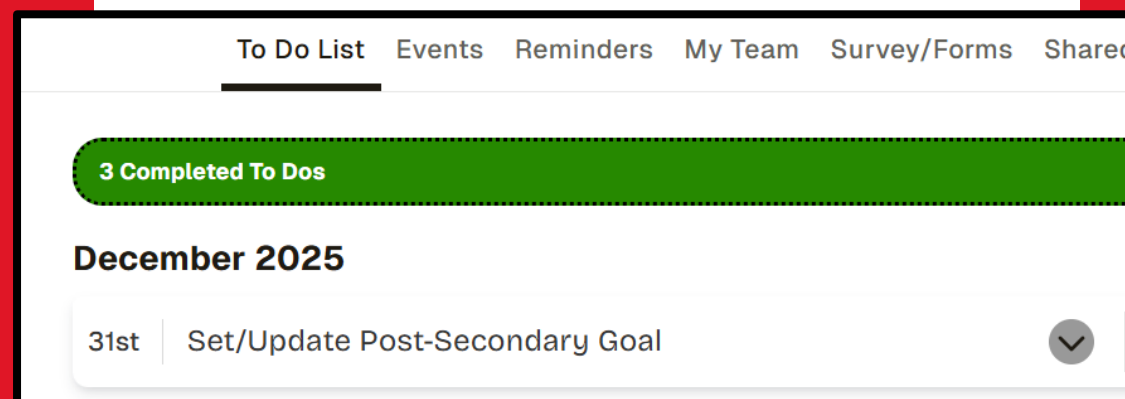 To Do List Events Reminders My Team Survey/Forms Shared
3 Completed To Dos
December 2025
31st Set/Update Post-Secondary Goal